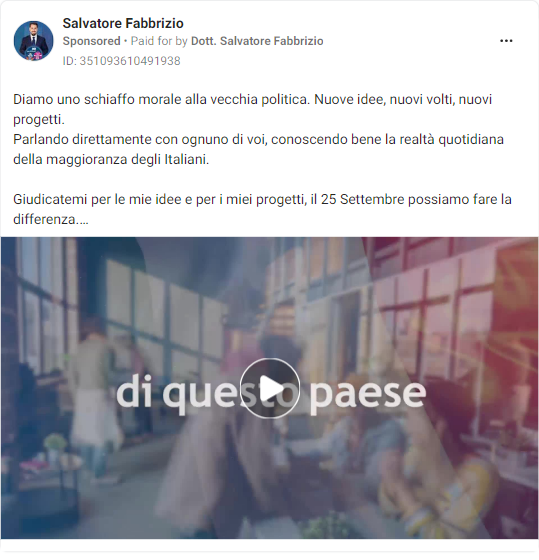 Salvatore Fabbrizio
Sponsored • Paid for by Dott. Salvatore Fabbrizio
ID: 351093610491938
Diamo uno schiaffo morale alla vecchia politica. Nuove idee, nuovi volti, nuovi
progetti.
Parlando direttamente con ognuno di voi, conoscendo bene la realtà quotidiana
della maggioranza degli Italiani.
Giudicatemi per le mie idee e per i miei progetti, il 25 Settembre possiamo fare la
differenza....
di questo paese